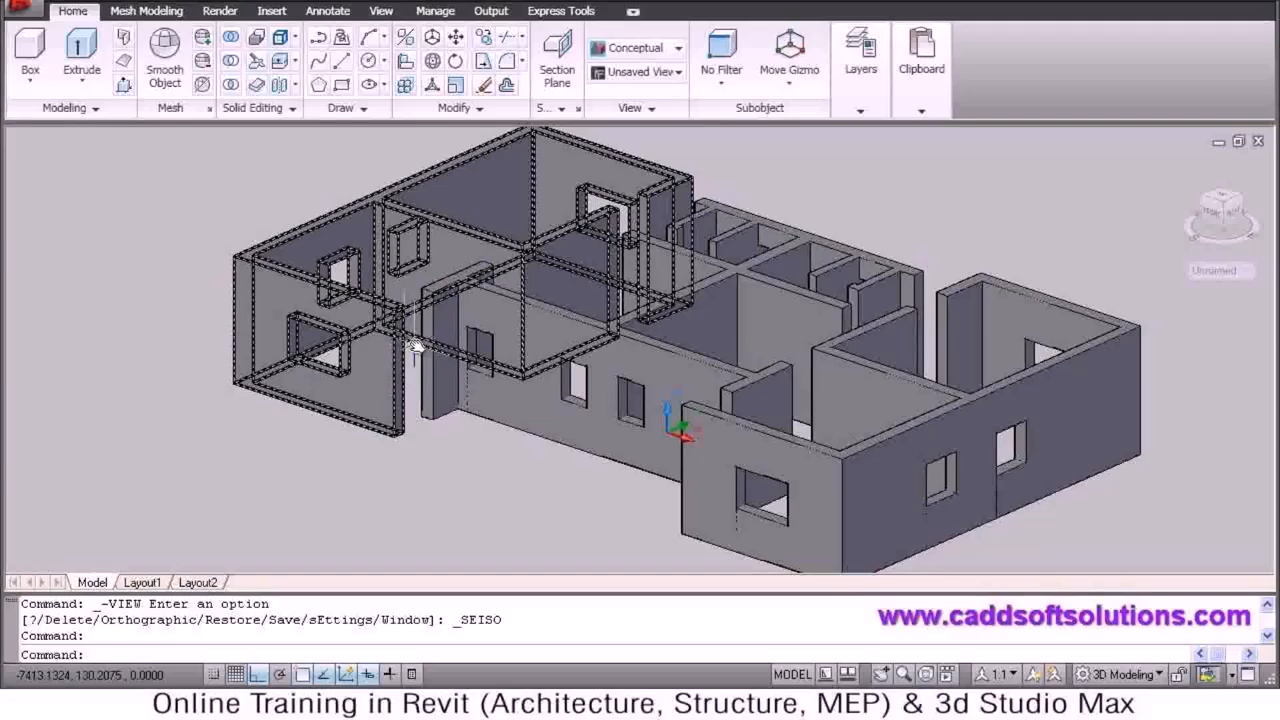 Home Mesh Modeling Render Insert Annotate View Manage Output Express Tools
Conceptual
Unsaved View
Box Extrude Smooth Object Section Plane No Filter Move Gizmo Layers Clipboard
Modeling Mesh Solid Editing Draw Modify S... View Subobject
Unnamed
Model Layout1 Layout2
Command: _-VIEW Enter an option
[?/Delete/Orthographic/Restore/Save/sEttings/Window]: _SEISO
Command:
www.caddsoftsolutions.com
Command:
-7413.1324, 130.2075, 0.0000 MODEL 1:1 3D Modeling
Online Training in Revit (Architecture, Structure, MEP) & 3d Studio Max